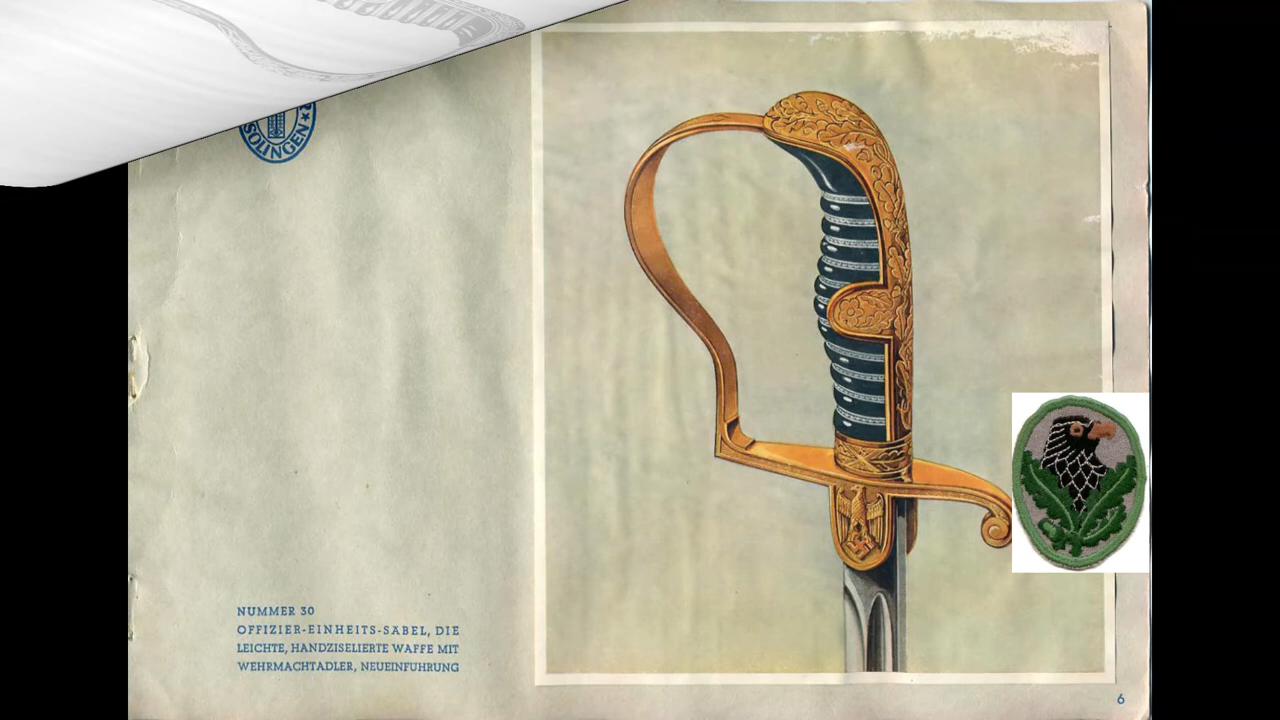 SOLINGEN
NUMMER 30
OFFIZIER-EINHEITS-SÄBEL, DIE
LEICHTE, HANDZISELIERTE WAFFE MIT
WEHRMACHTADLER, NEUEINFUHRUNG
6